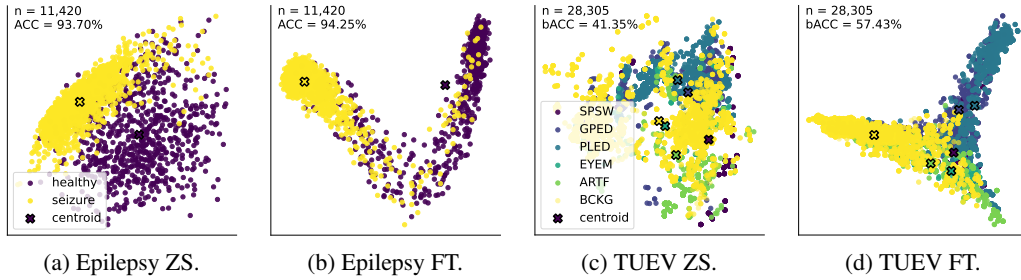 n = 11,420
ACC = 93.70%
healthy
seizure
centroid
(a) Epilepsy ZS.
n = 11,420
ACC = 94.25%
(b) Epilepsy FT.
n = 28,305
bACC = 41.35%
SPSW
GPED
PLED
EYEM
ARTF
BCKG
centroid
(c) TUEV ZS.
n = 28,305
bACC = 57.43%
(d) TUEV FT.